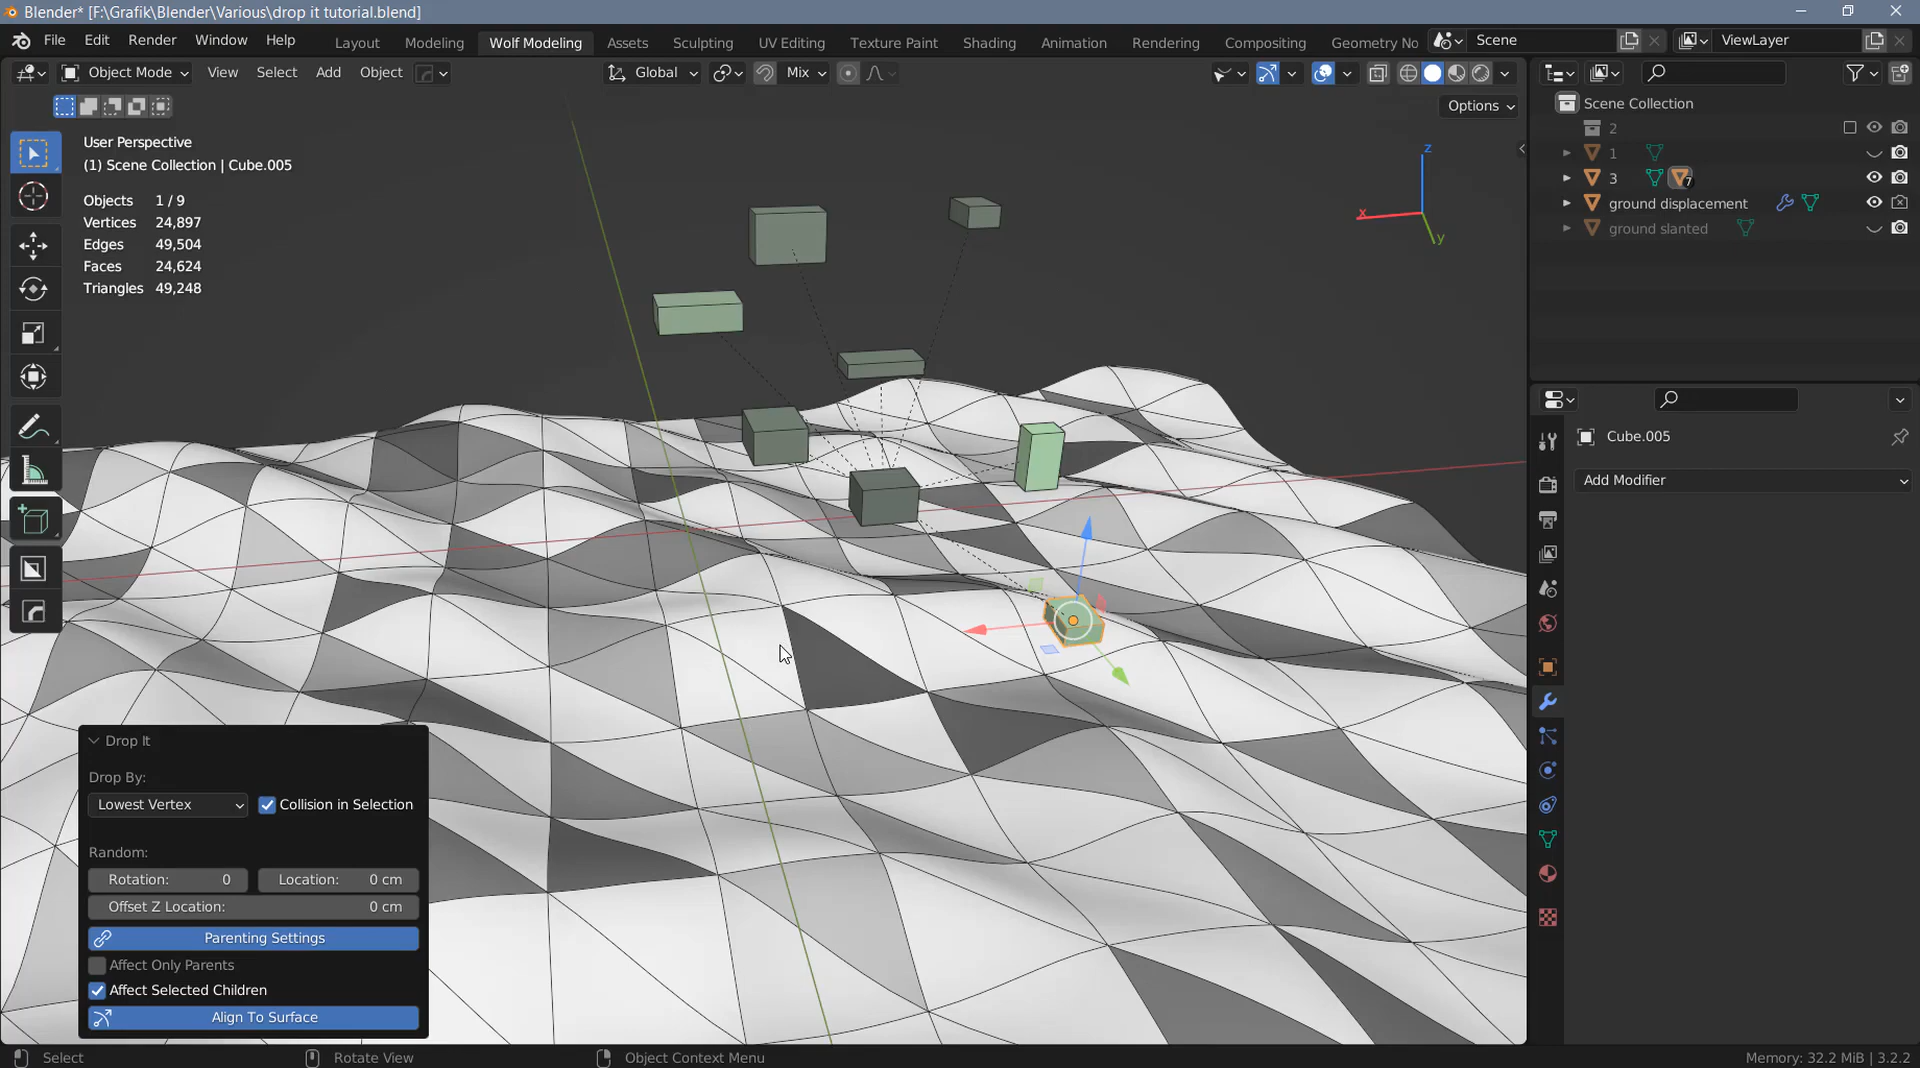 Blender* [F:\Grafik\Blender\Various\drop it tutorial.blend]
File Edit Render Window Help
Layout Modeling Wolf Modeling Assets Sculpting UV Editing Texture Paint Shading Animation Rendering Compositing Geometry No
Scene
ViewLayer
Object Mode View Select Add Object
Global Mix
Options
User Perspective
(1) Scene Collection | Cube.005
Objects 1 / 9
Vertices 24,897
Edges 49,504
Faces 24,624
Triangles 49,248
z
x
y
Scene Collection
2
1
3 7
ground displacement
ground slanted
Cube.005
Add Modifier
Drop It
Drop By:
Lowest Vertex Collision in Selection
Random:
Rotation: 0 Location: 0 cm
Offset Z Location: 0 cm
Parenting Settings
Affect Only Parents
Affect Selected Children
Align To Surface
Select Rotate View Object Context Menu
Memory: 32.2 MiB | 3.2.2